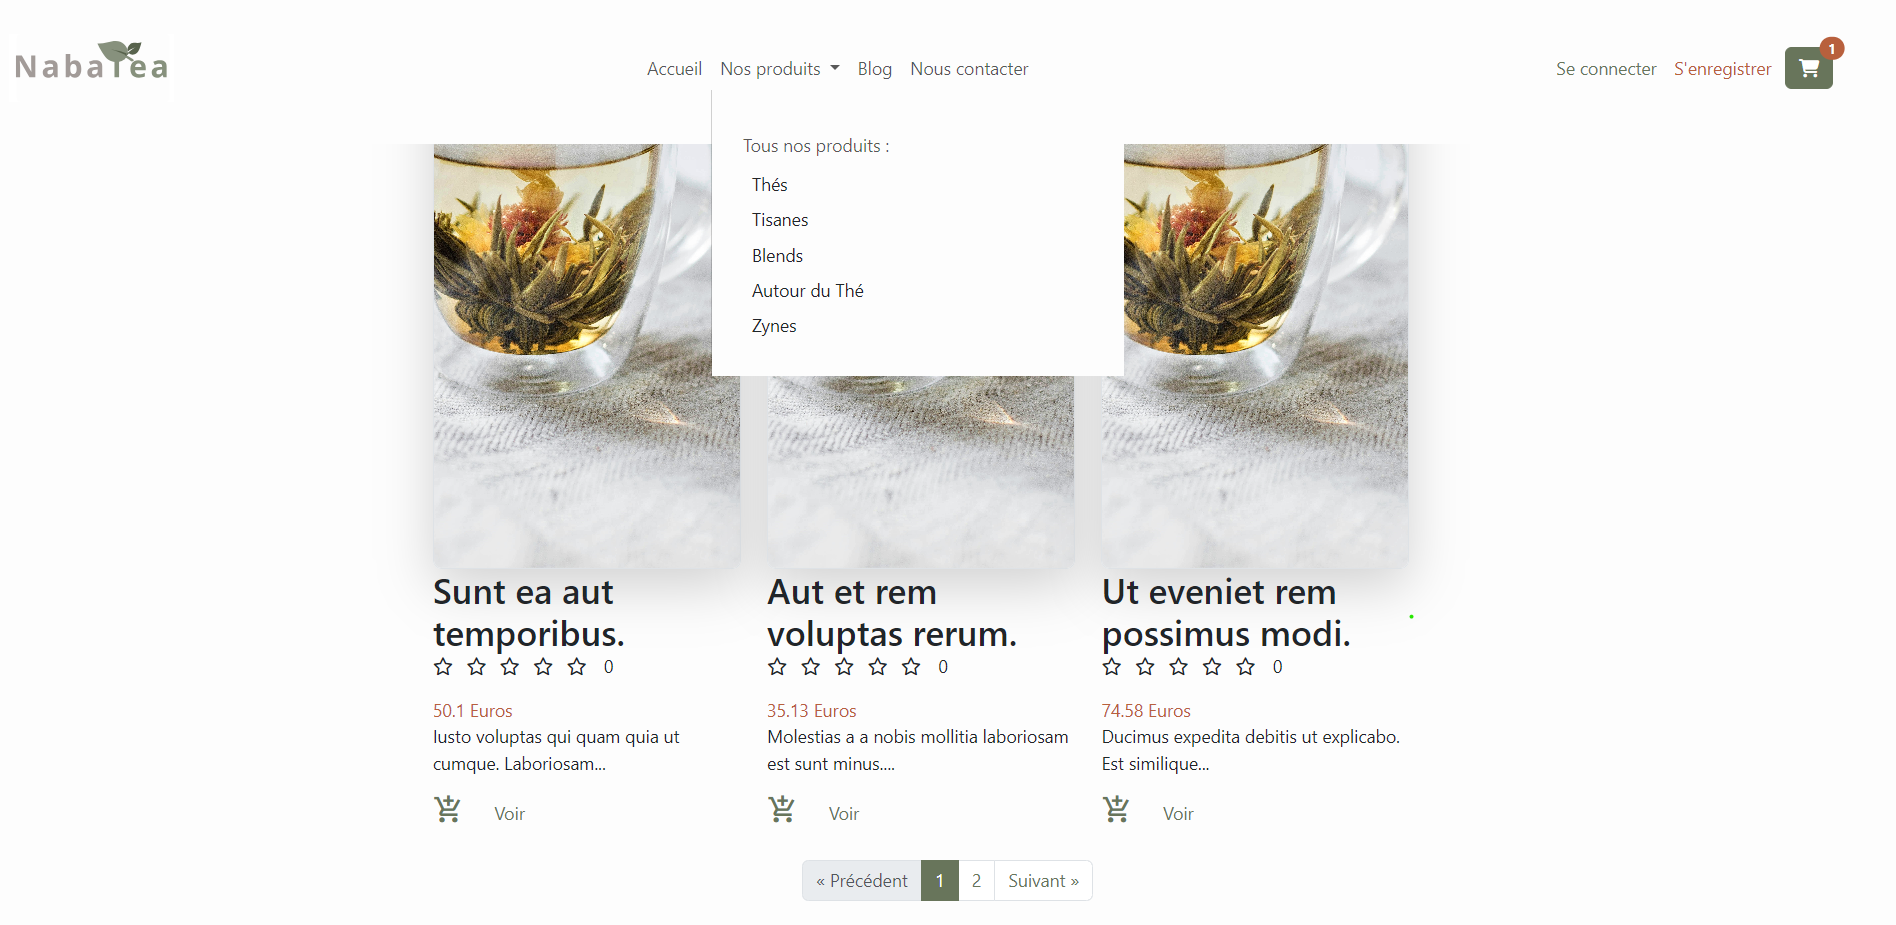 NabaTea
Accueil Nos produits Blog Nous contacter
Se connecter S'enregistrer 1
Tous nos produits :
Thés
Tisanes
Blends
Autour du Thé
Zynes
Sunt ea aut
temporibus.
0
50.1 Euros
Iusto voluptas qui quam quia ut
cumque. Laboriosam...
Voir
Aut et rem
voluptas rerum.
0
35.13 Euros
Molestias a a nobis mollitia laboriosam
est sunt minus....
Voir
Ut eveniet rem
possimus modi.
0
74.58 Euros
Ducimus expedita debitis ut explicabo.
Est similique...
Voir
« Précédent 1 2 Suivant »